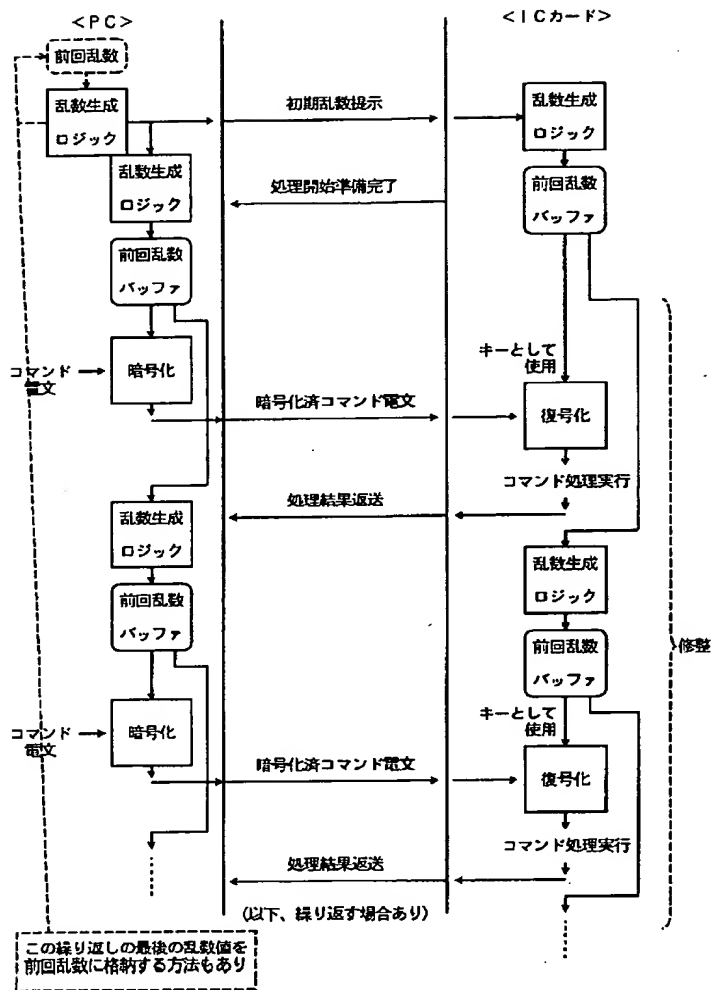 <PC>
<ICカード>
前回乱数
乱数生成
ロジック
初期乱数提示
乱数生成
ロジック
乱数生成
ロジック
処理開始準備完了
前回乱数
バッファ
前回乱数
バッファ
コマンド
電文
暗号化
キーとして
使用
暗号化済コマンド電文
復号化
コマンド処理実行
処理結果返送
乱数生成
ロジック
乱数生成
ロジック
前回乱数
バッファ
前回乱数
バッファ
修整
コマンド
電文
暗号化
キーとして
使用
暗号化済コマンド電文
復号化
コマンド処理実行
処理結果返送
(以下、繰り返す場合あり)
この繰り返しの最後の乱数値を
前回乱数に格納する方法もあり